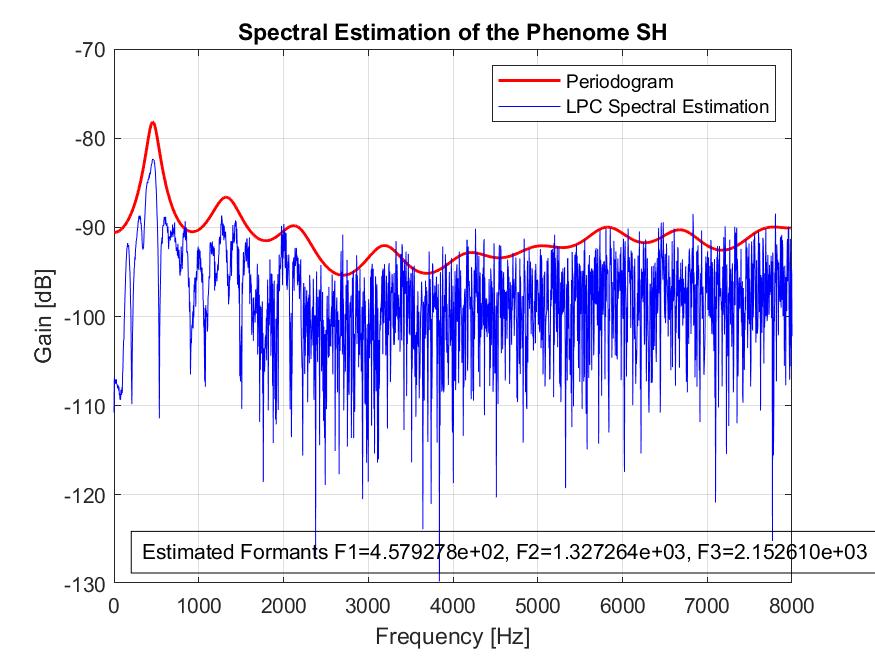 Spectral Estimation of the Phenome SH
-70
-80
-90
-100
-110
-120
-130
Gain [dB]
Periodogram
LPC Spectral Estimation
Estimated Formants F1=4.579278e+02, F2=1.327264e+03, F3=2.152610e+03
0 1000 2000 3000 4000 5000 6000 7000 8000
Frequency [Hz]